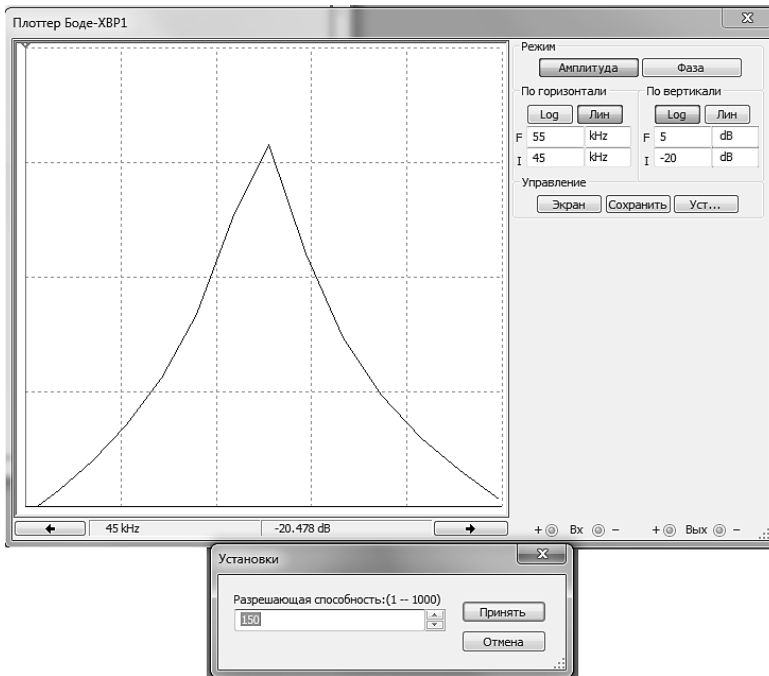 Плоттер Боде-XBP1
Режим
Амплитуда Фаза
По горизонтали По вертикали
Log Лин Log Лин
F 55 kHz F 5 dB
I 45 kHz I -20 dB
Управление
Экран Сохранить Уст...
45 kHz -20.478 dB
+ Вх - + Вых -
Установки
Разрешающая способность:(1 -- 1000)
150
Принять
Отмена